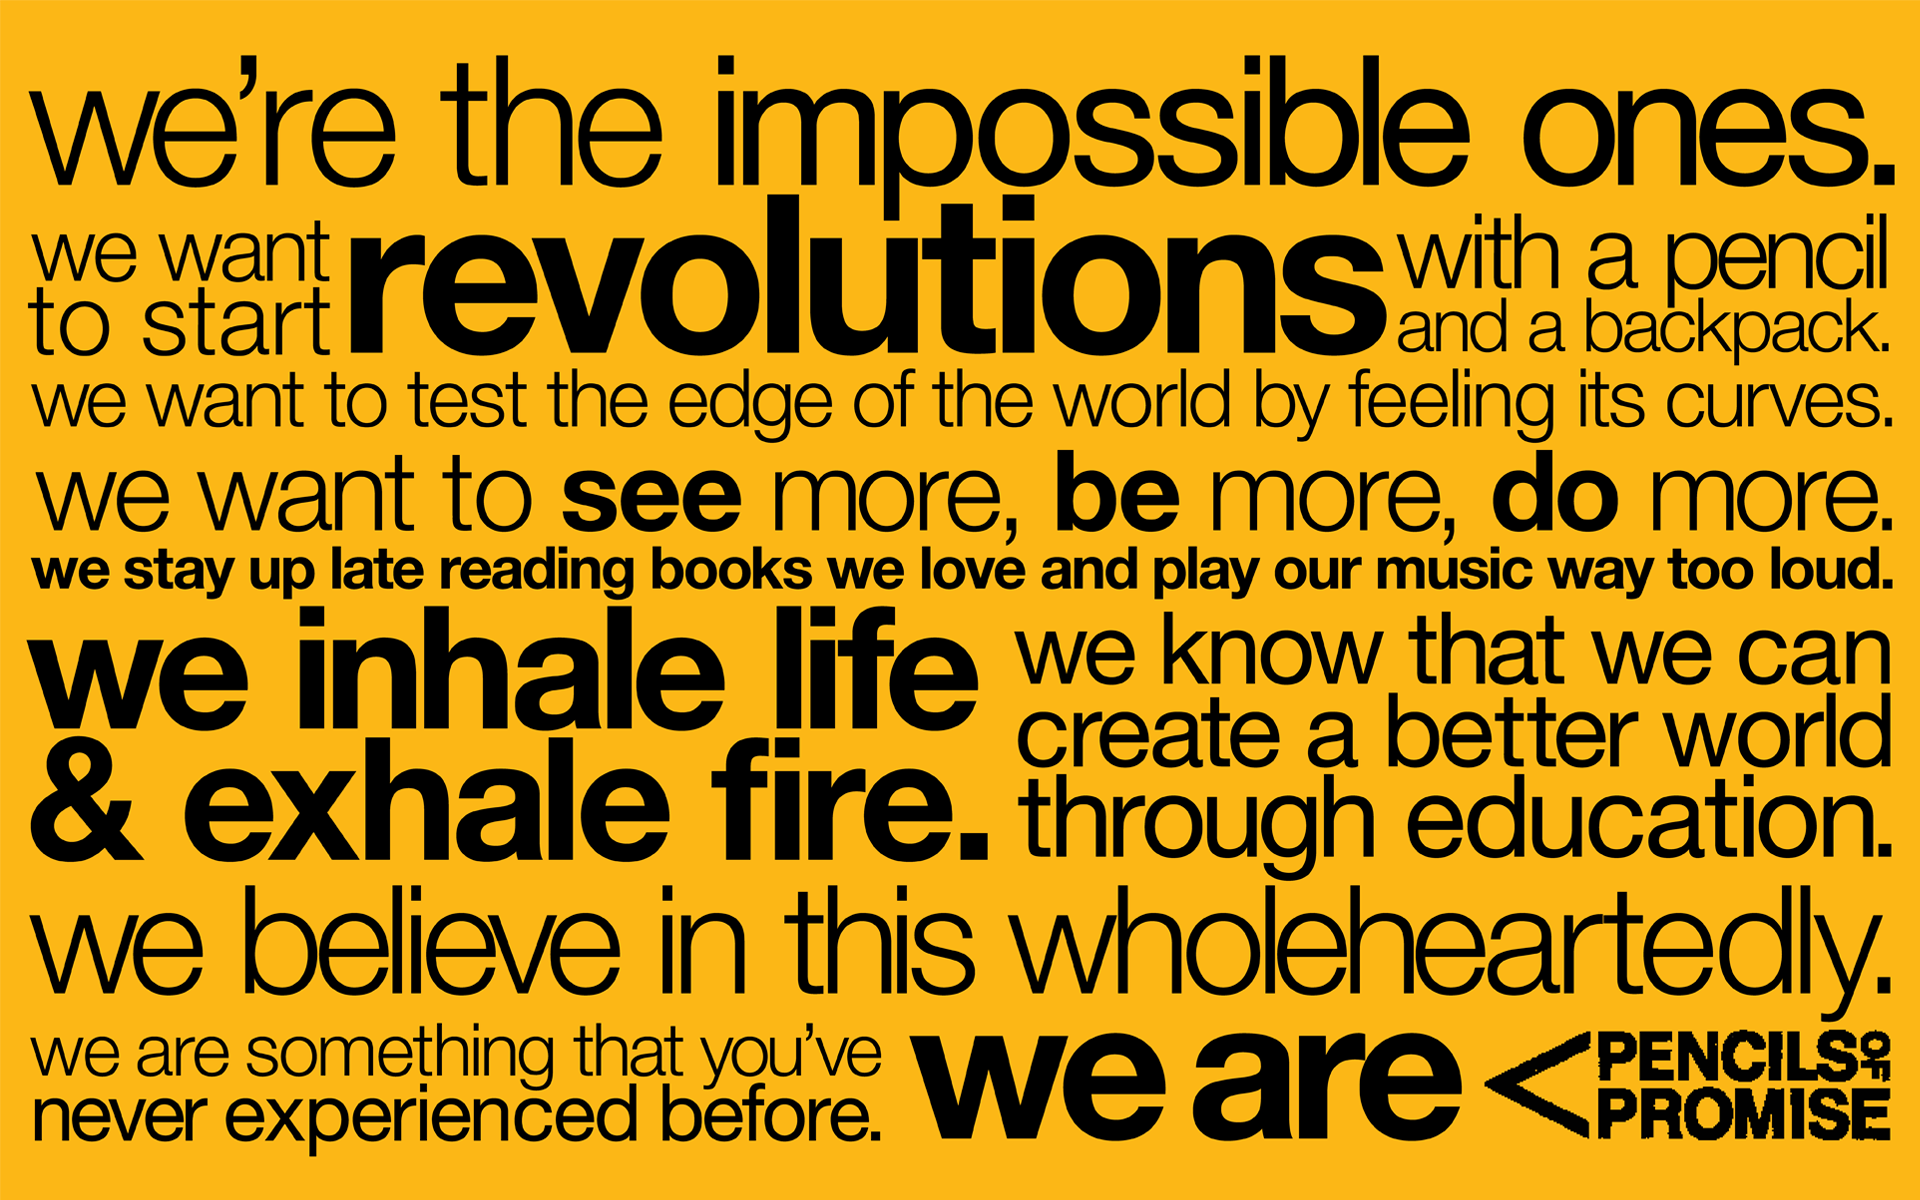 we're the impossible ones.
we want
to start
revolutions
with a pencil
and a backpack.
we want to test the edge of the world by feeling its curves.
we want to see more, be more, do more.
we stay up late reading books we love and play our music way too loud.
we inhale life
& exhale fire.
we know that we can
create a better world
through education.
we believe in this wholeheartedly.
we are something that you've
never experienced before.
we are
PENCILS OF
PROMISE